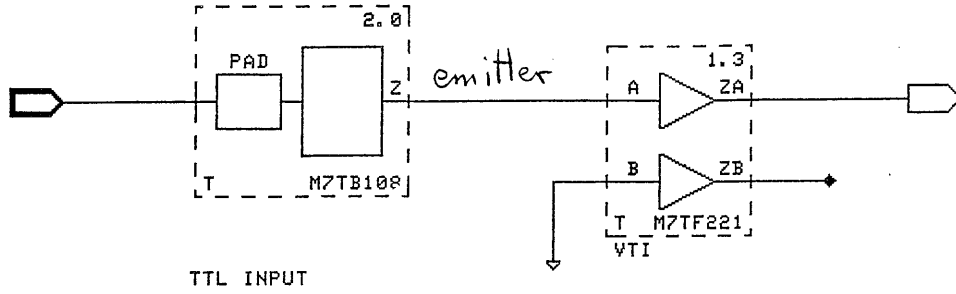 2.0
PAD
Z
emitter
1.3
A
ZA
T
M7TB108
B
ZB
T
M7TF221
VTI
TTL INPUT